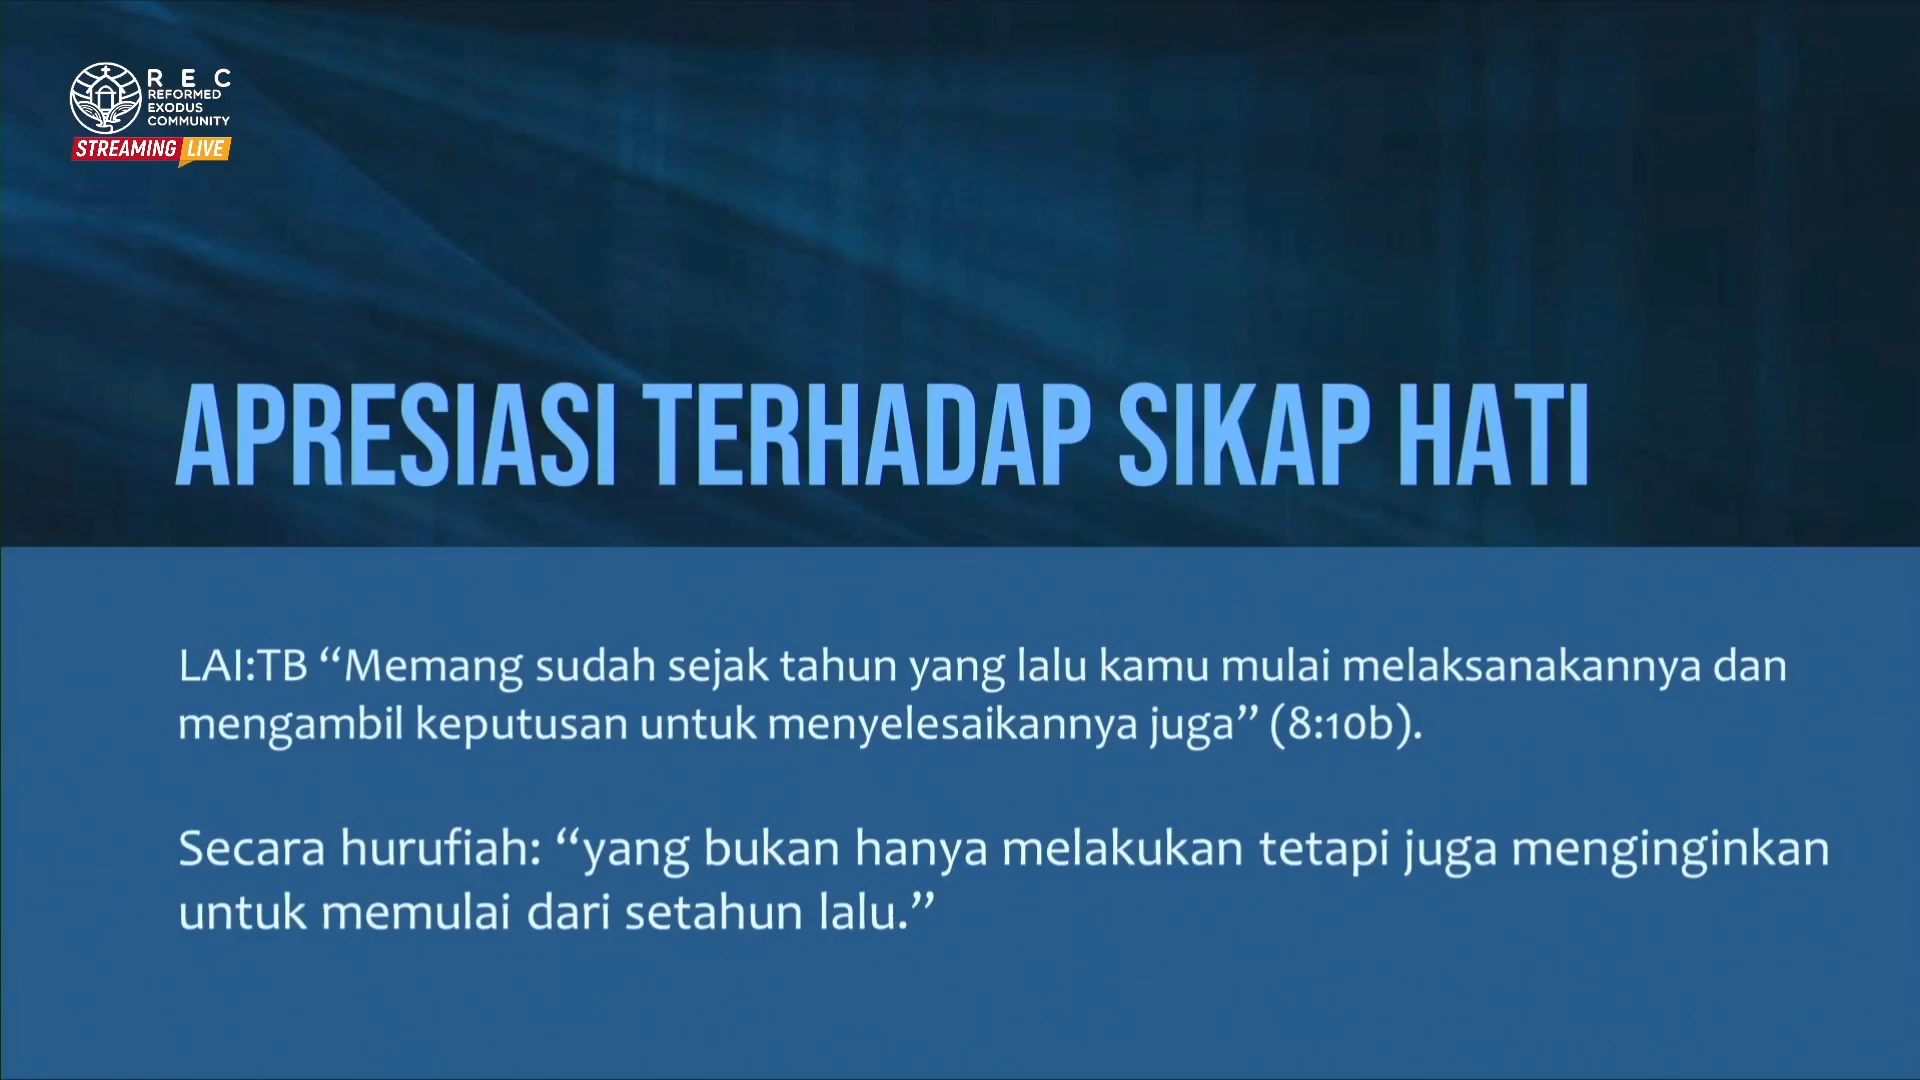 REC
REFORMED
EXODUS
COMMUNITY
STREAMING LIVE
APRESIASI TERHADAP SIKAP HATI
LAI:TB “Memang sudah sejak tahun yang lalu kamu mulai melaksanakannya dan
mengambil keputusan untuk menyelesaikannya juga” (8:10b).
Secara hurufiah: “yang bukan hanya melakukan tetapi juga menginginkan
untuk memulai dari setahun lalu.”